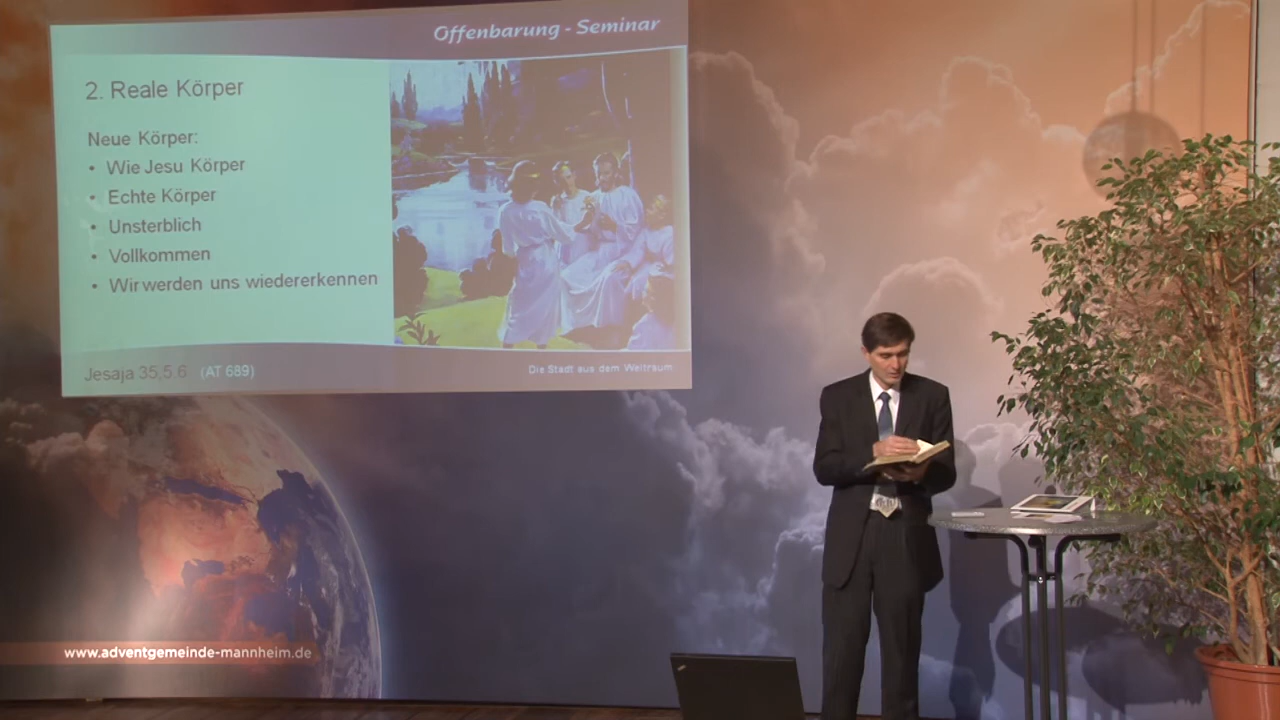 Offenbarung - Seminar
2. Reale Körper
Neue Körper:
• Wie Jesu Körper
• Echte Körper
• Unsterblich
• Vollkommen
• Wir werden uns wiedererkennen
Jesaja 35,5.6 (AT 689)
Die Stadt aus dem Weltraum
www.adventgemeinde-mannheim.de